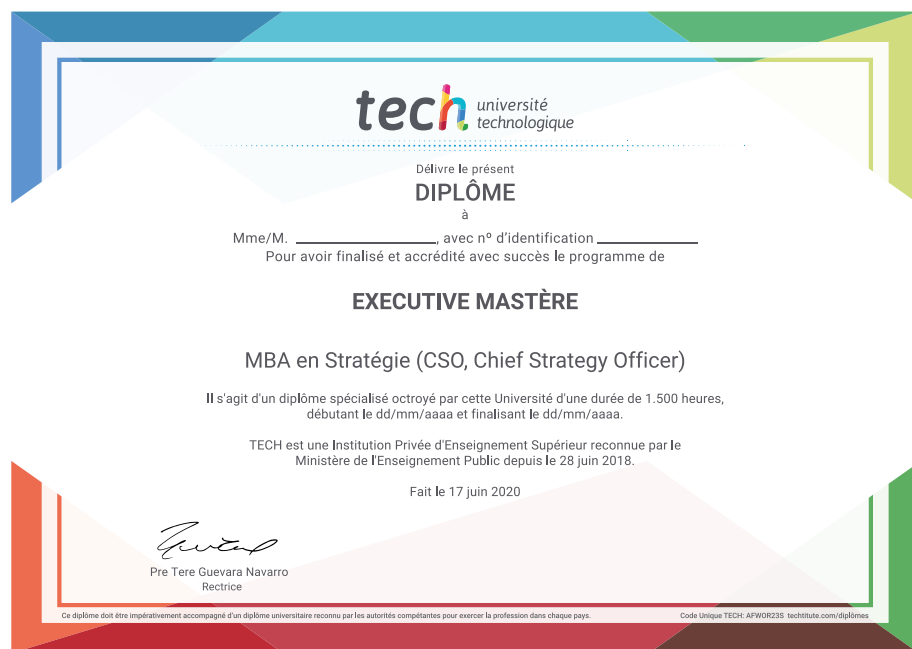 tech université
technologique
Délivre le présent
DIPLÔME
à
Mme/M. ____________, avec nº d'identification ____________
Pour avoir finalisé et accrédité avec succès le programme de
EXECUTIVE MASTÈRE
MBA en Stratégie (CSO, Chief Strategy Officer)
Il s'agit d'un diplôme spécialisé octroyé par cette Université d'une durée de 1.500 heures,
débutant le dd/mm/aaaa et finalisant le dd/mm/aaaa.
TECH est une Institution Privée d'Enseignement Supérieur reconnue par le
Ministère de l'Enseignement Public depuis le 28 juin 2018.
Fait le 17 juin 2020
Pre Tere Guevara Navarro
Rectrice
Ce diplôme doit être impérativement accompagné d'un diplôme universitaire reconnu par les autorités compétantes pour exercer la profession dans chaque pays. Code Unique TECH: AFWOR23S techtitute.com/diplômes